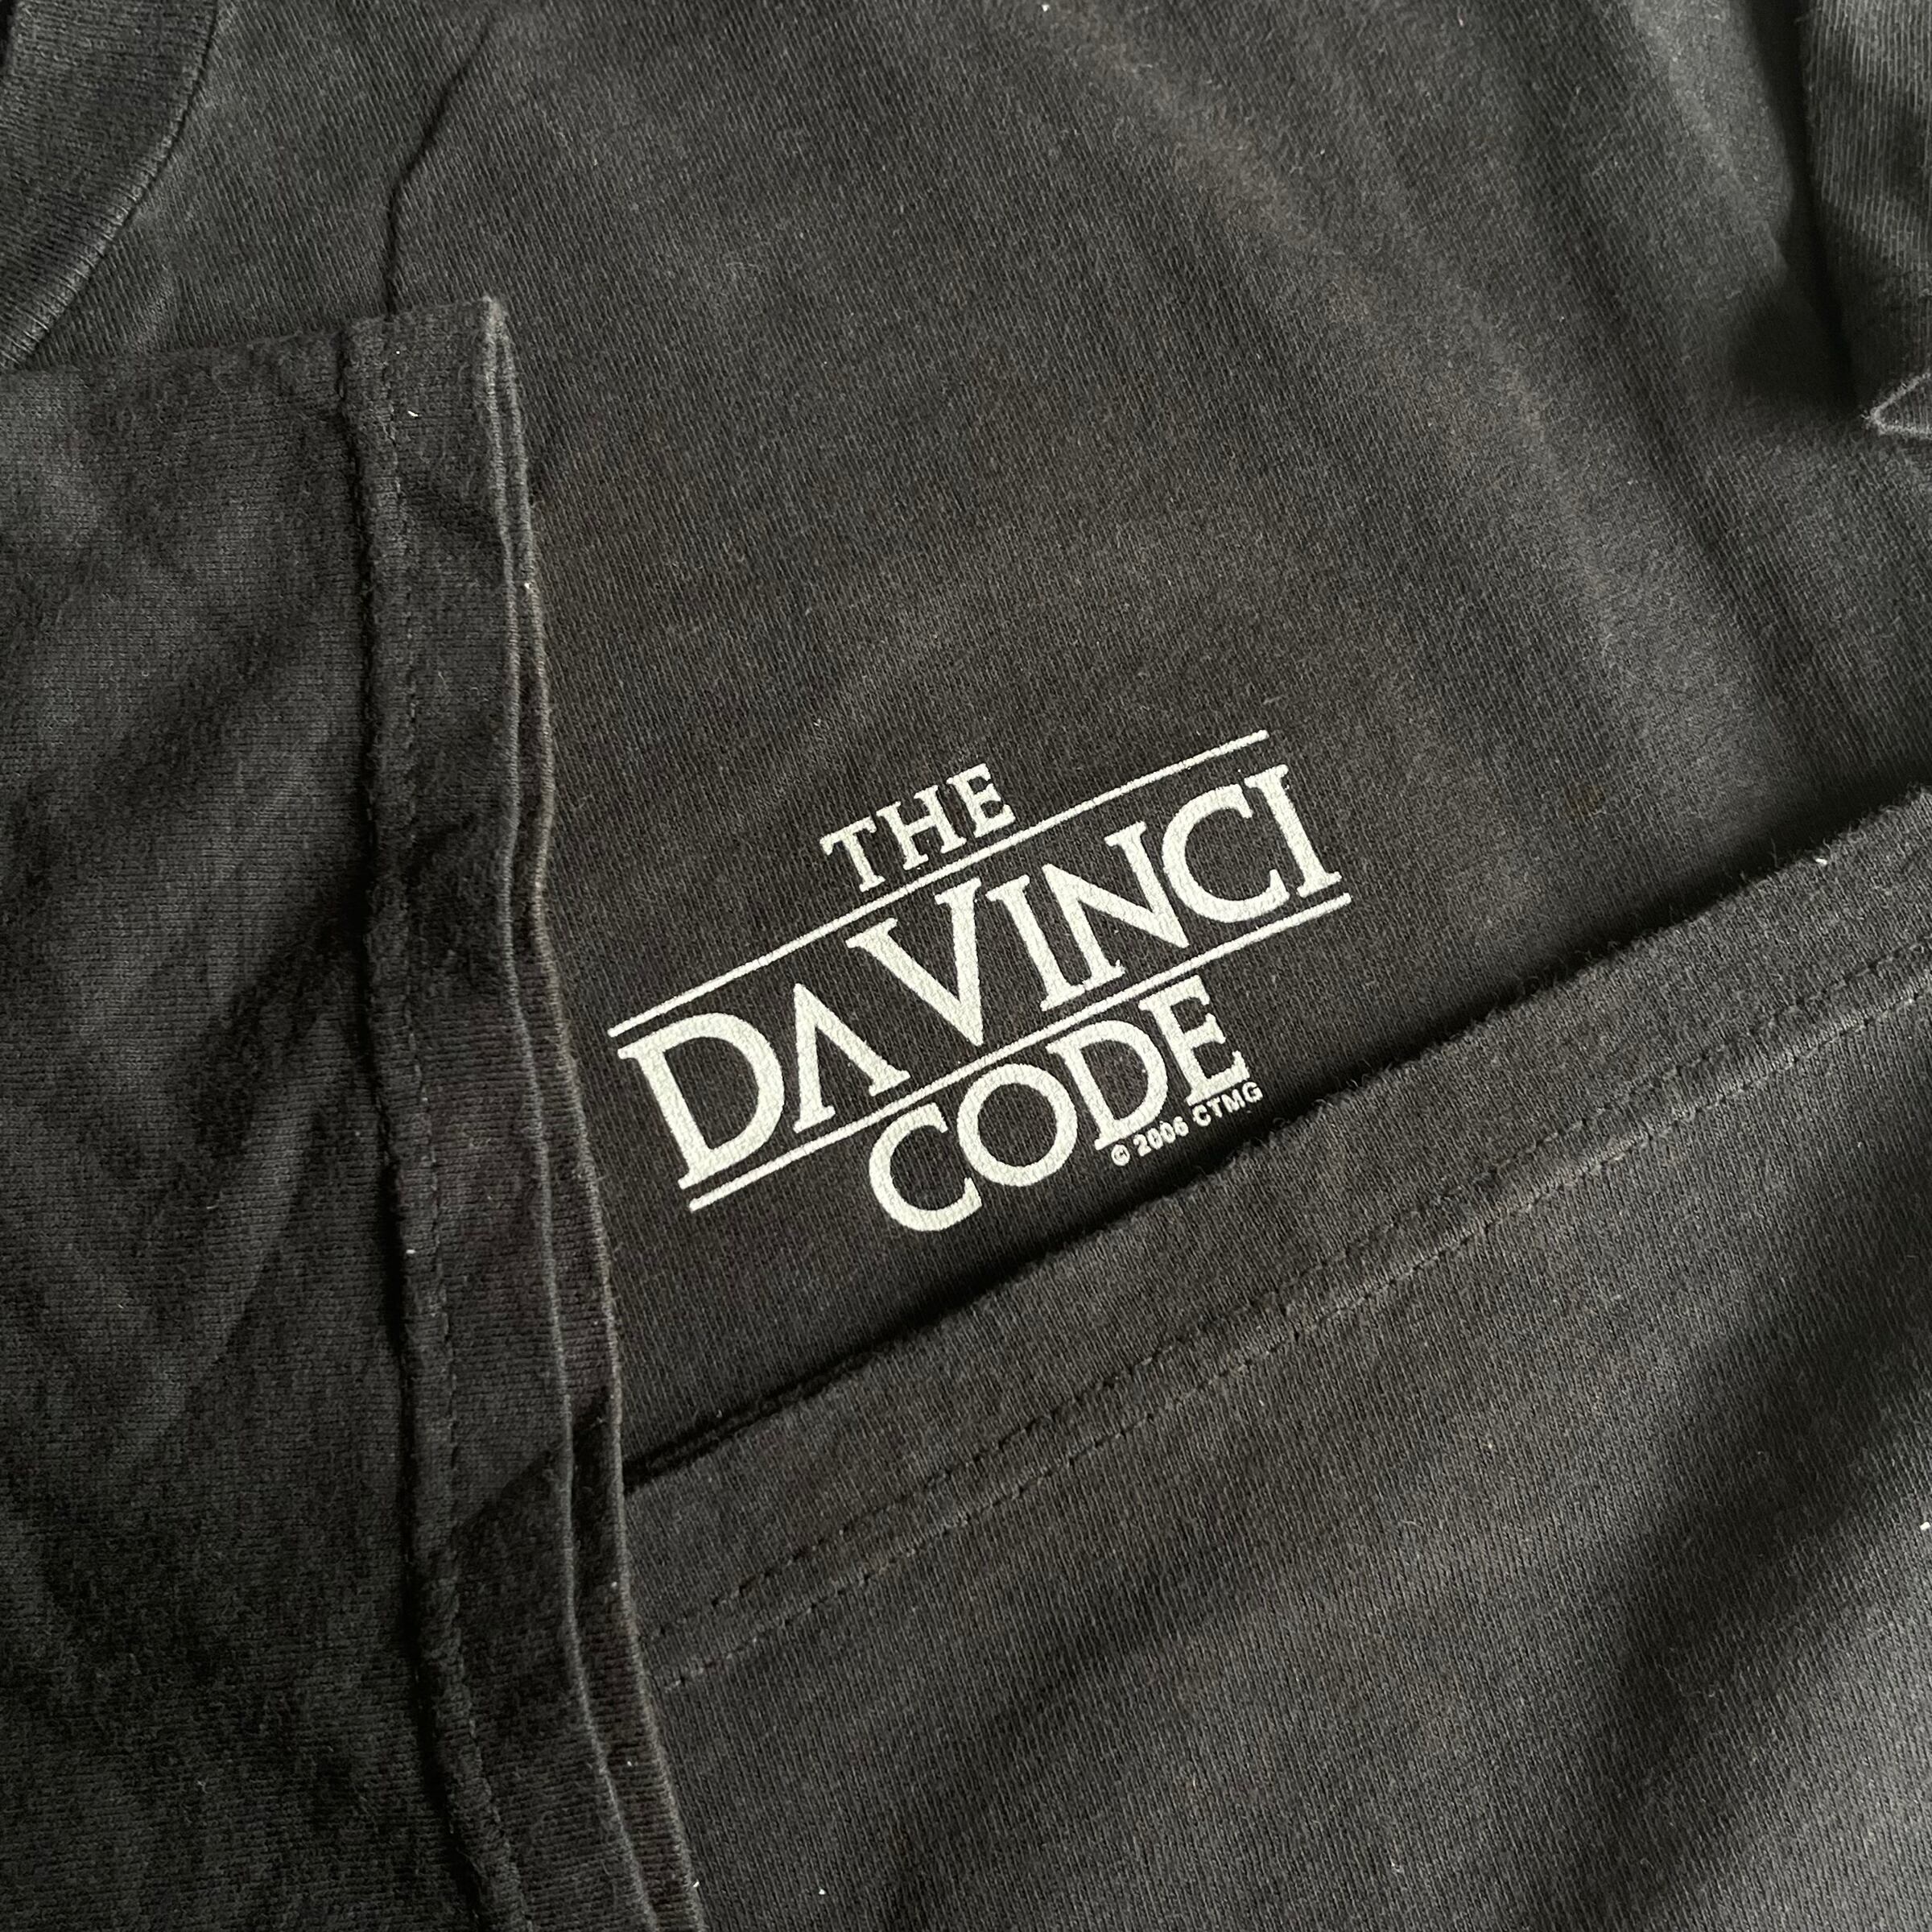 THE
DA VINCI
CODE
© 2006 CTMG